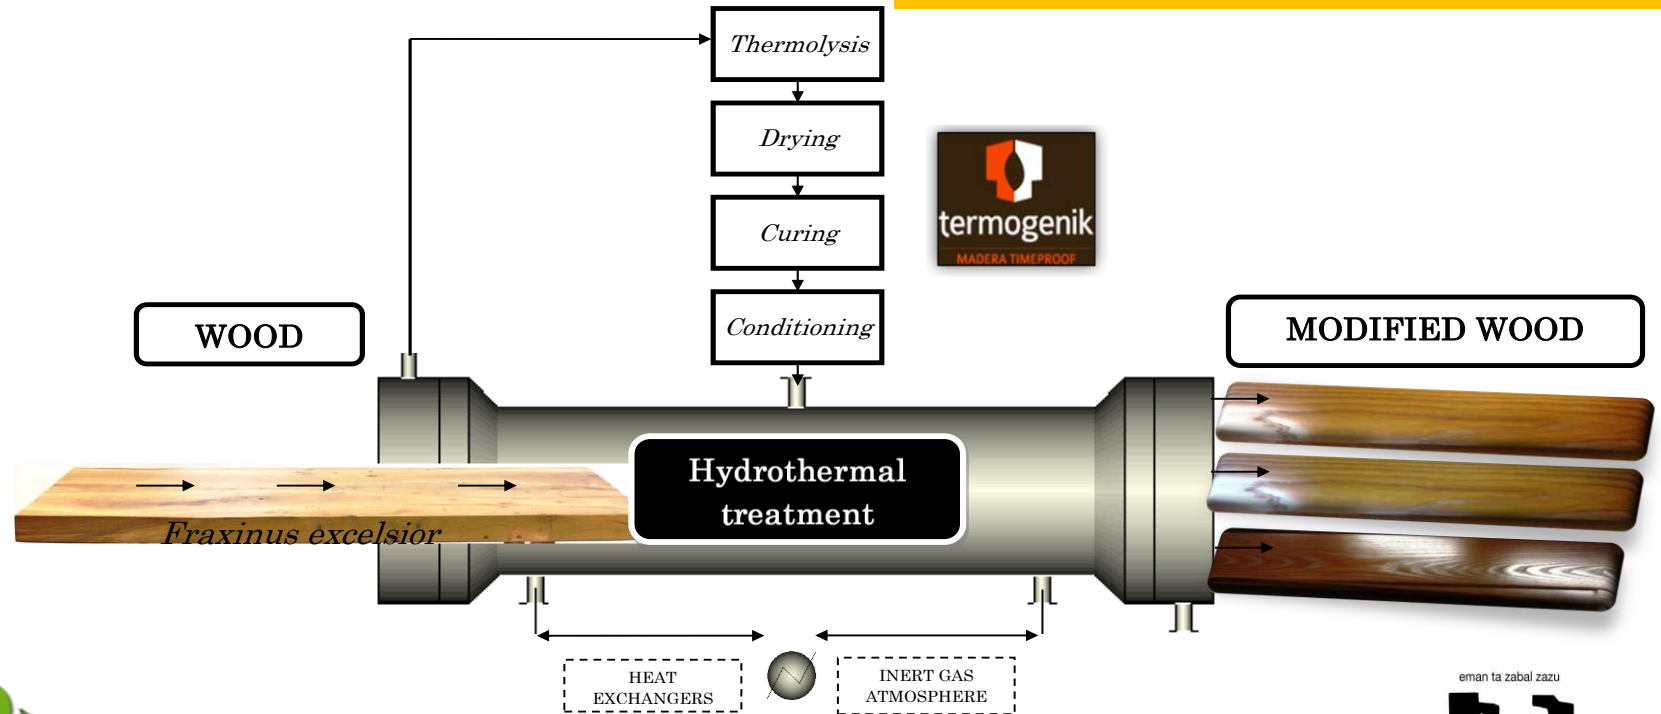 Thermolysis
Drying
Curing
Conditioning
termogenik
MADERA TIMEPROOF
WOOD
MODIFIED WOOD
Hydrothermal
treatment
Fraxinus excelsior
HEAT
EXCHANGERS
INERT GAS
ATMOSPHERE
eman ta zabal zazu